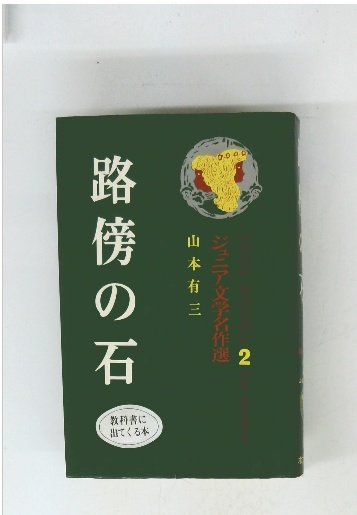 路傍の石
山本有三
ジュニア文学名作選
2
教科書に
出てくる本